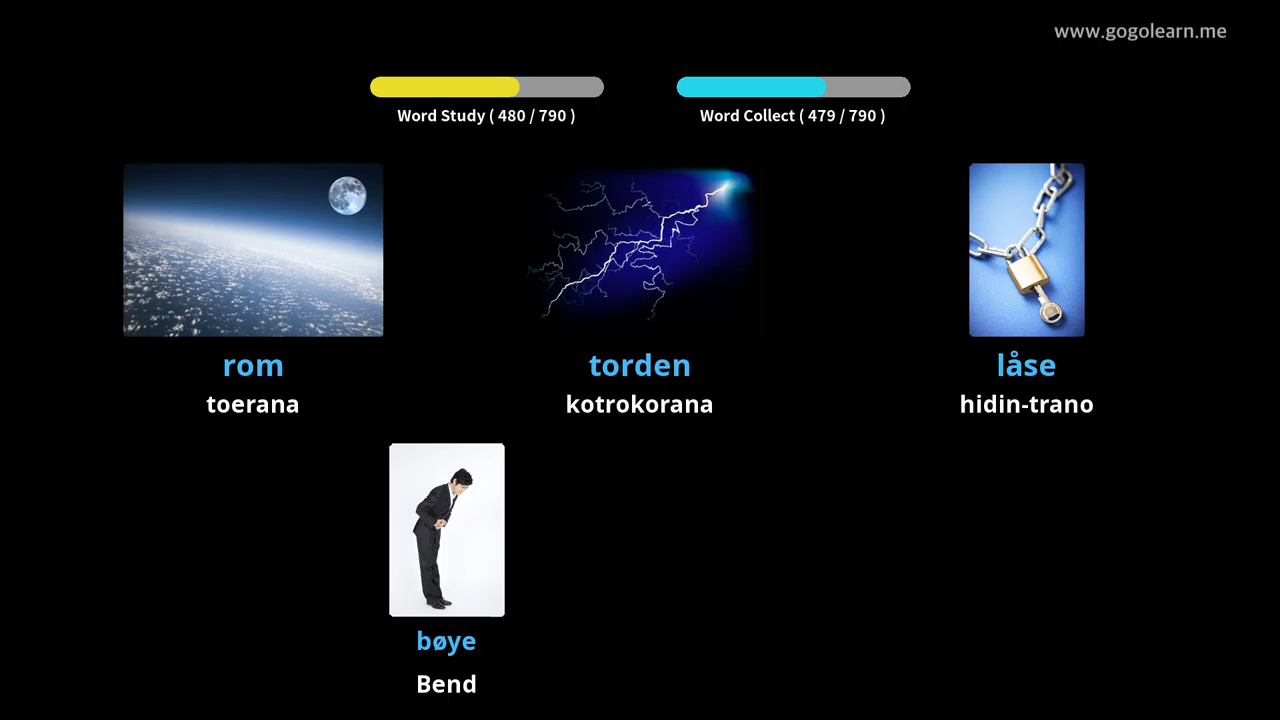 www.gogolearn.me
Word Study ( 480 / 790 )
Word Collect ( 479 / 790 )
rom
toerana
torden
kotrokorana
låse
hidin-trano
bøye
Bend